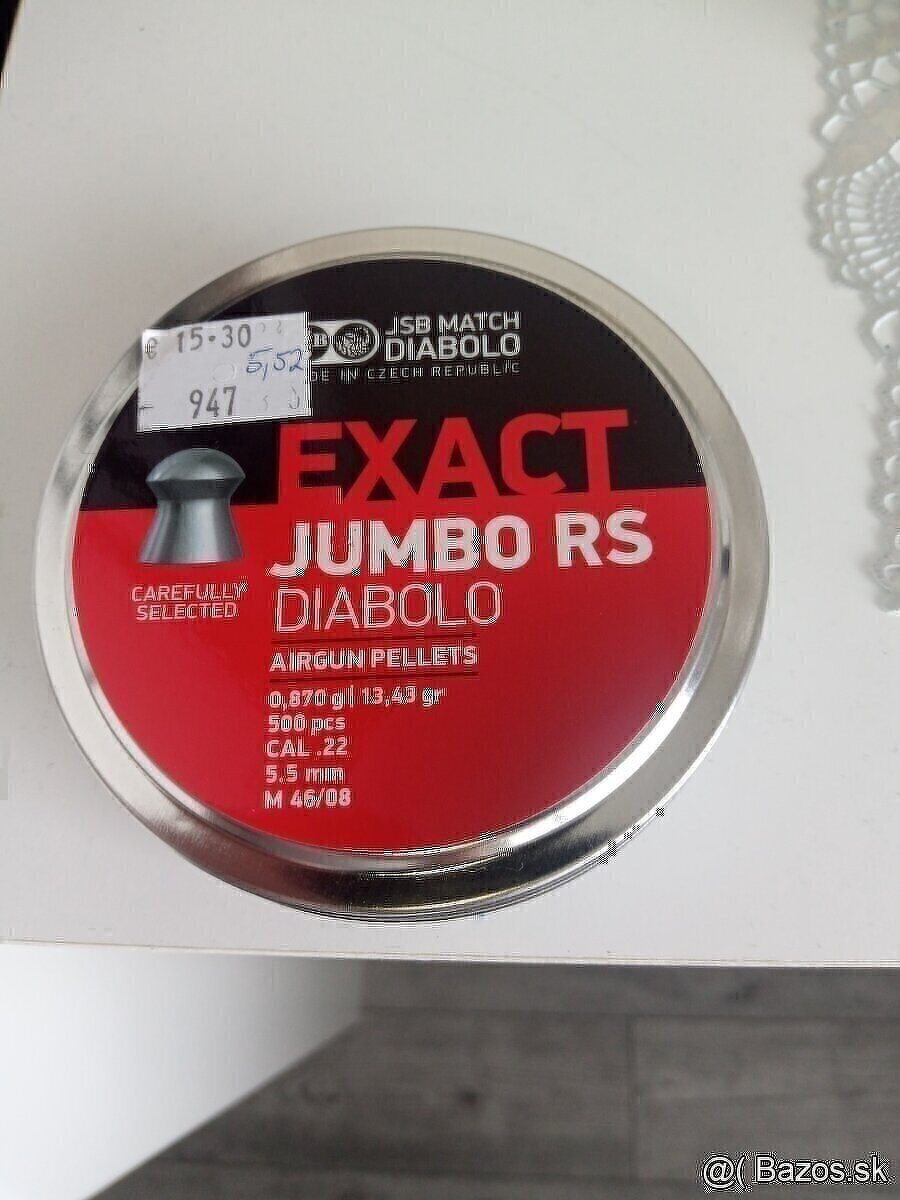 € 15·30
5,52
947
JSB MATCH
DIABOLO
DE IN CZECH REPUBLIC
EXACT
JUMBO RS
DIABOLO
CAREFULLY
SELECTED
AIRGUN PELLETS
0,870 g | 13,43 gr
500 pcs
CAL .22
5.5 mm
M 46/08
@( Bazos.sk